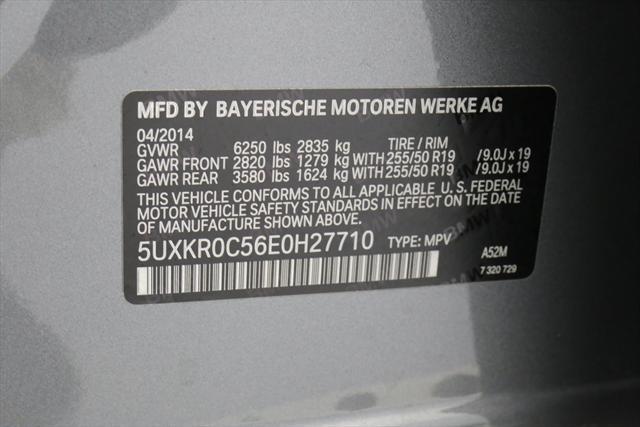 MFD BY BAYERISCHE MOTOREN WERKE AG
04/2014
GVWR 6250 lbs 2835 kg TIRE / RIM
GAWR FRONT 2820 lbs 1279 kg WITH 255/50 R19 /9.0J x 19
GAWR REAR 3580 lbs 1624 kg WITH 255/50 R19 /9.0J x 19
THIS VEHICLE CONFORMS TO ALL APPLICABLE U. S. FEDERAL
MOTOR VEHICLE SAFETY STANDARDS IN EFFECT ON THE DATE
OF MANUFACTURE SHOWN ABOVE.
5UXKR0C56E0H27710 TYPE: MPV A52M
7 320 729